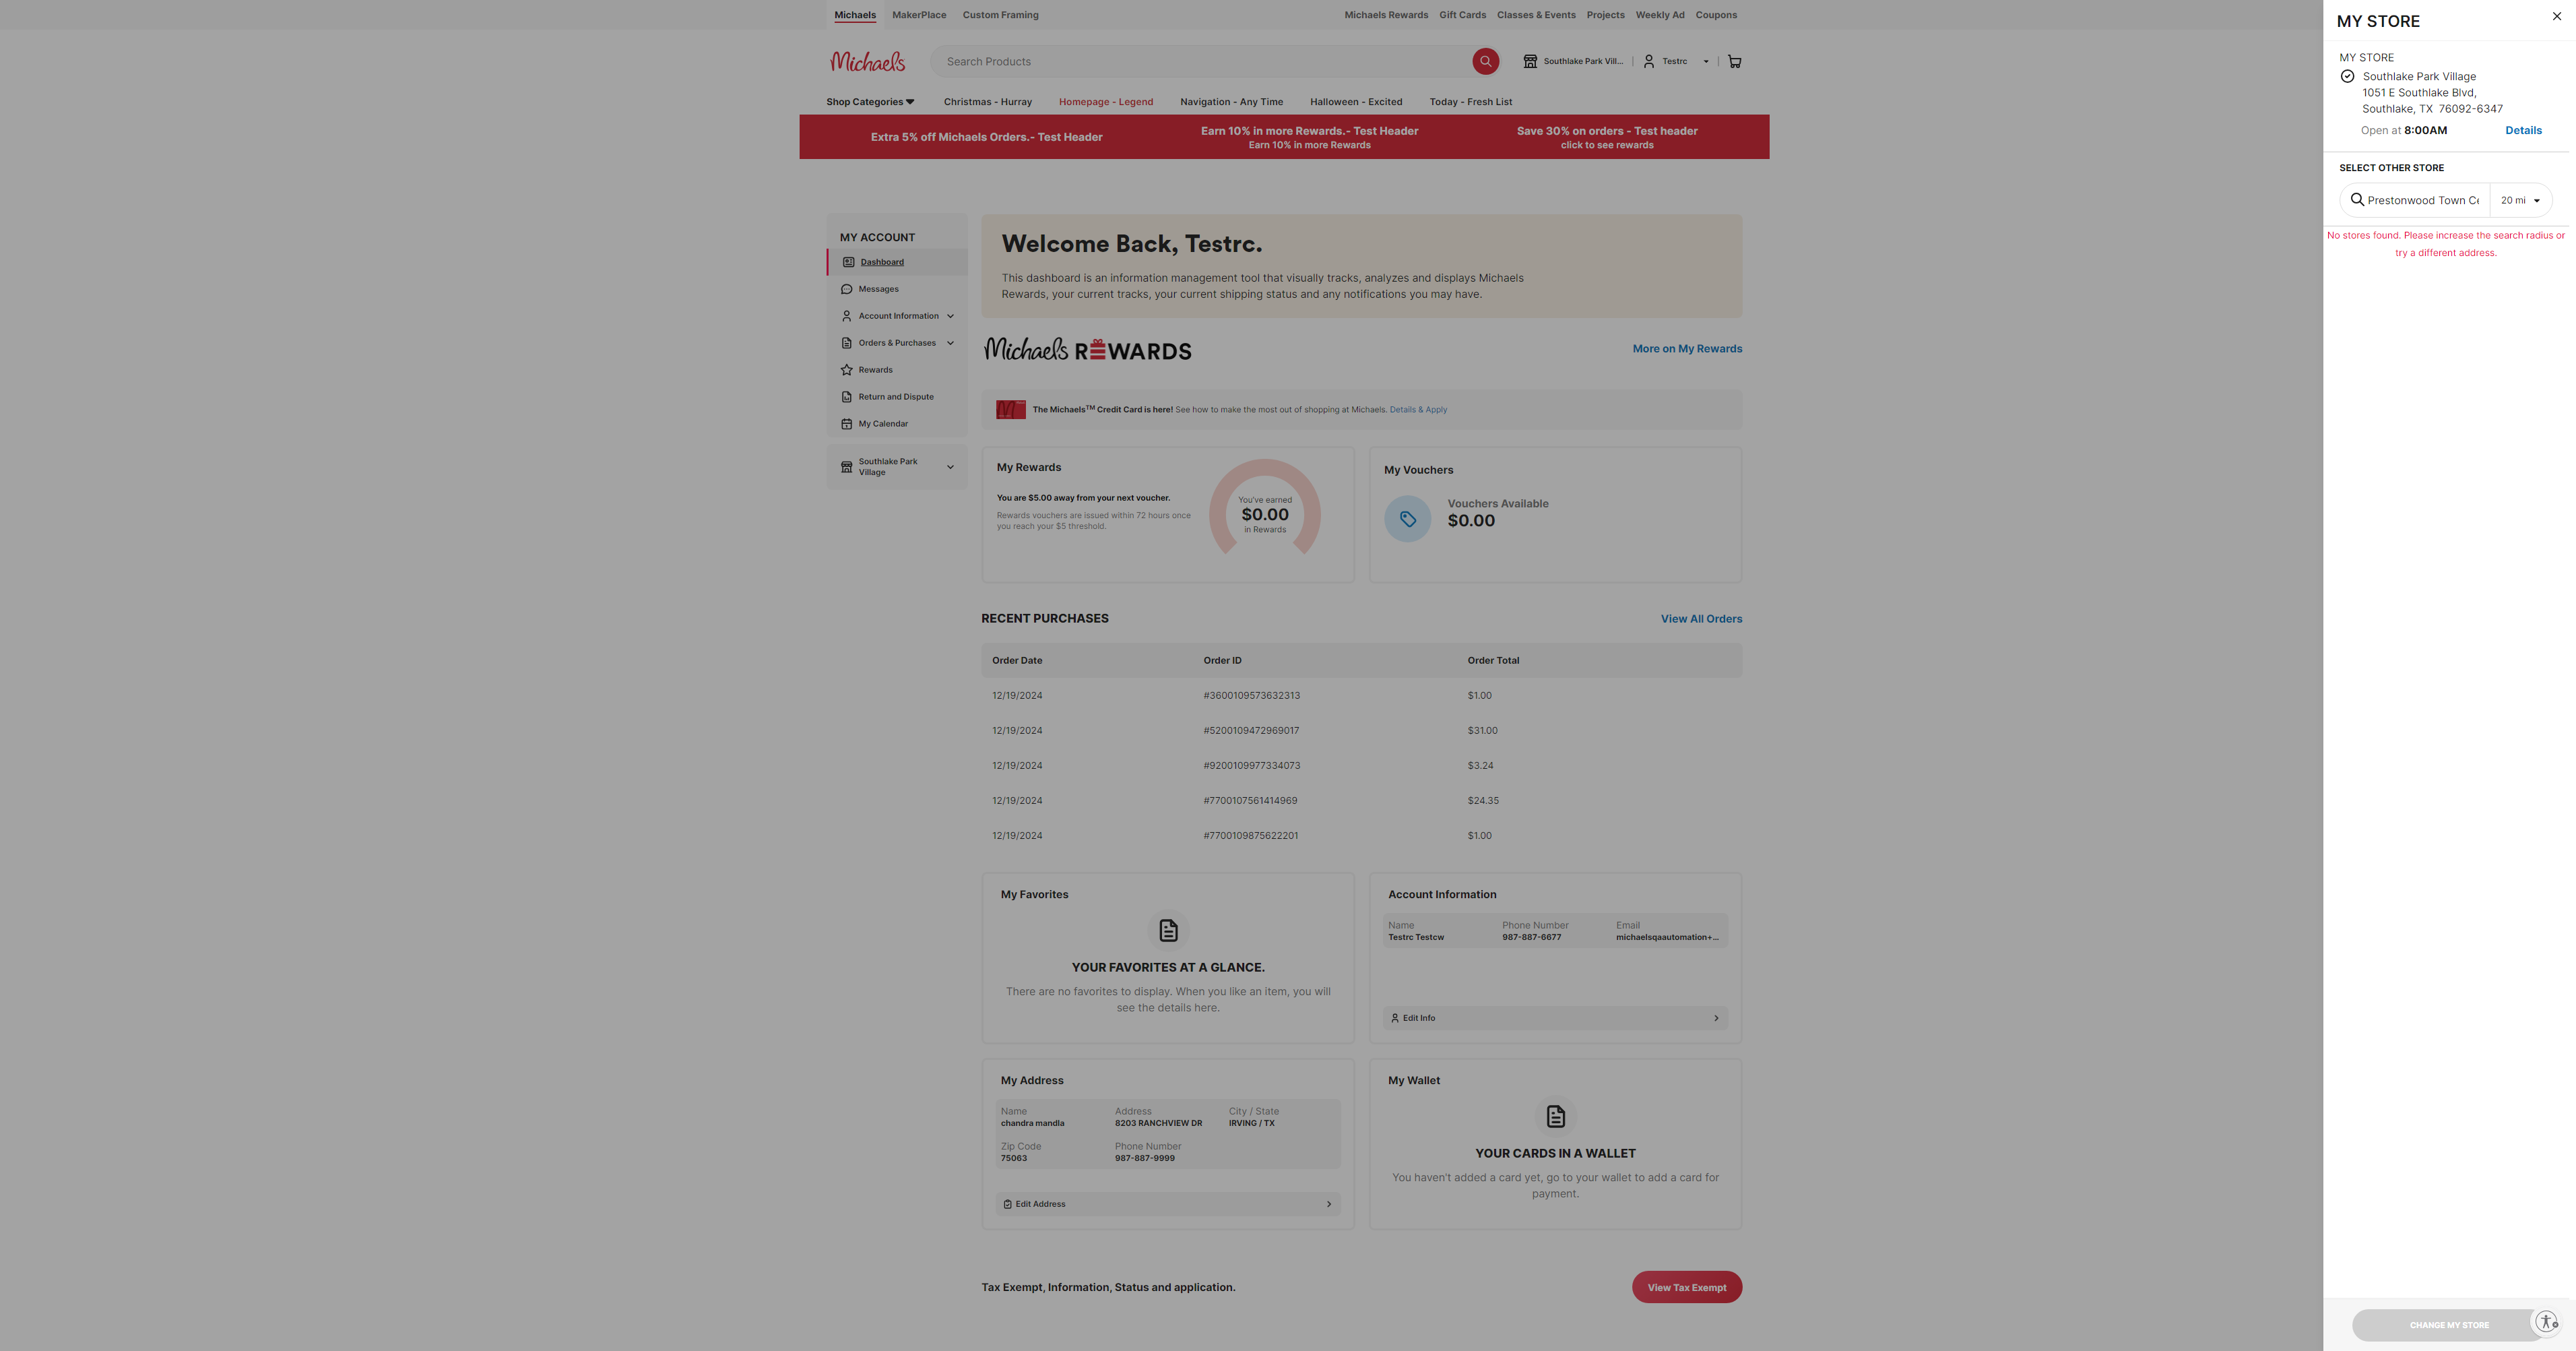 Michaels MakerPlace Custom Framing
Michaels Rewards Gift Cards Classes & Events Projects Weekly Ad Coupons
Michaels
Search Products
Southlake Park Vill...
Testrc
Shop Categories Christmas - Hurray Homepage - Legend Navigation - Any Time Halloween - Excited Today - Fresh List
Extra 5% off Michaels Orders.- Test Header
Earn 10% in more Rewards.- Test Header
Earn 10% in more Rewards
Save 30% on orders - Test header
click to see rewards
MY ACCOUNT
Dashboard
Messages
Account Information
Orders & Purchases
Rewards
Return and Dispute
My Calendar
Southlake Park
Village
Welcome Back, Testrc.
This dashboard is an information management tool that visually tracks, analyzes and displays Michaels
Rewards, your current tracks, your current shipping status and any notifications you may have.
Michaels REWARDS
More on My Rewards
The Michaels™ Credit Card is here! See how to make the most out of shopping at Michaels. Details & Apply
My Rewards
You are $5.00 away from your next voucher.
Rewards vouchers are issued within 72 hours once
you reach your $5 threshold.
You've earned
$0.00
in Rewards
My Vouchers
Vouchers Available
$0.00
RECENT PURCHASES
View All Orders
Order Date Order ID Order Total
12/19/2024 #3600109573632313 $1.00
12/19/2024 #5200109472969017 $31.00
12/19/2024 #9200109977334073 $3.24
12/19/2024 #7700107561414969 $24.35
12/19/2024 #7700109875622201 $1.00
My Favorites
YOUR FAVORITES AT A GLANCE.
There are no favorites to display. When you like an item, you will
see the details here.
Account Information
Name Phone Number Email
Testrc Testcw 987-887-6677 michaelsqaautomation+...
Edit Info
My Address
Name Address City / State
chandra mandla 8203 RANCHVIEW DR IRVING / TX
Zip Code Phone Number
75063 987-887-9999
Edit Address
My Wallet
YOUR CARDS IN A WALLET
You haven't added a card yet, go to your wallet to add a card for
payment.
Tax Exempt, Information, Status and application.
View Tax Exempt
MY STORE
MY STORE
Southlake Park Village
1051 E Southlake Blvd,
Southlake, TX 76092-6347
Open at 8:00AM
Details
SELECT OTHER STORE
Prestonwood Town Ce
20 mi
No stores found. Please increase the search radius or
try a different address.
CHANGE MY STORE